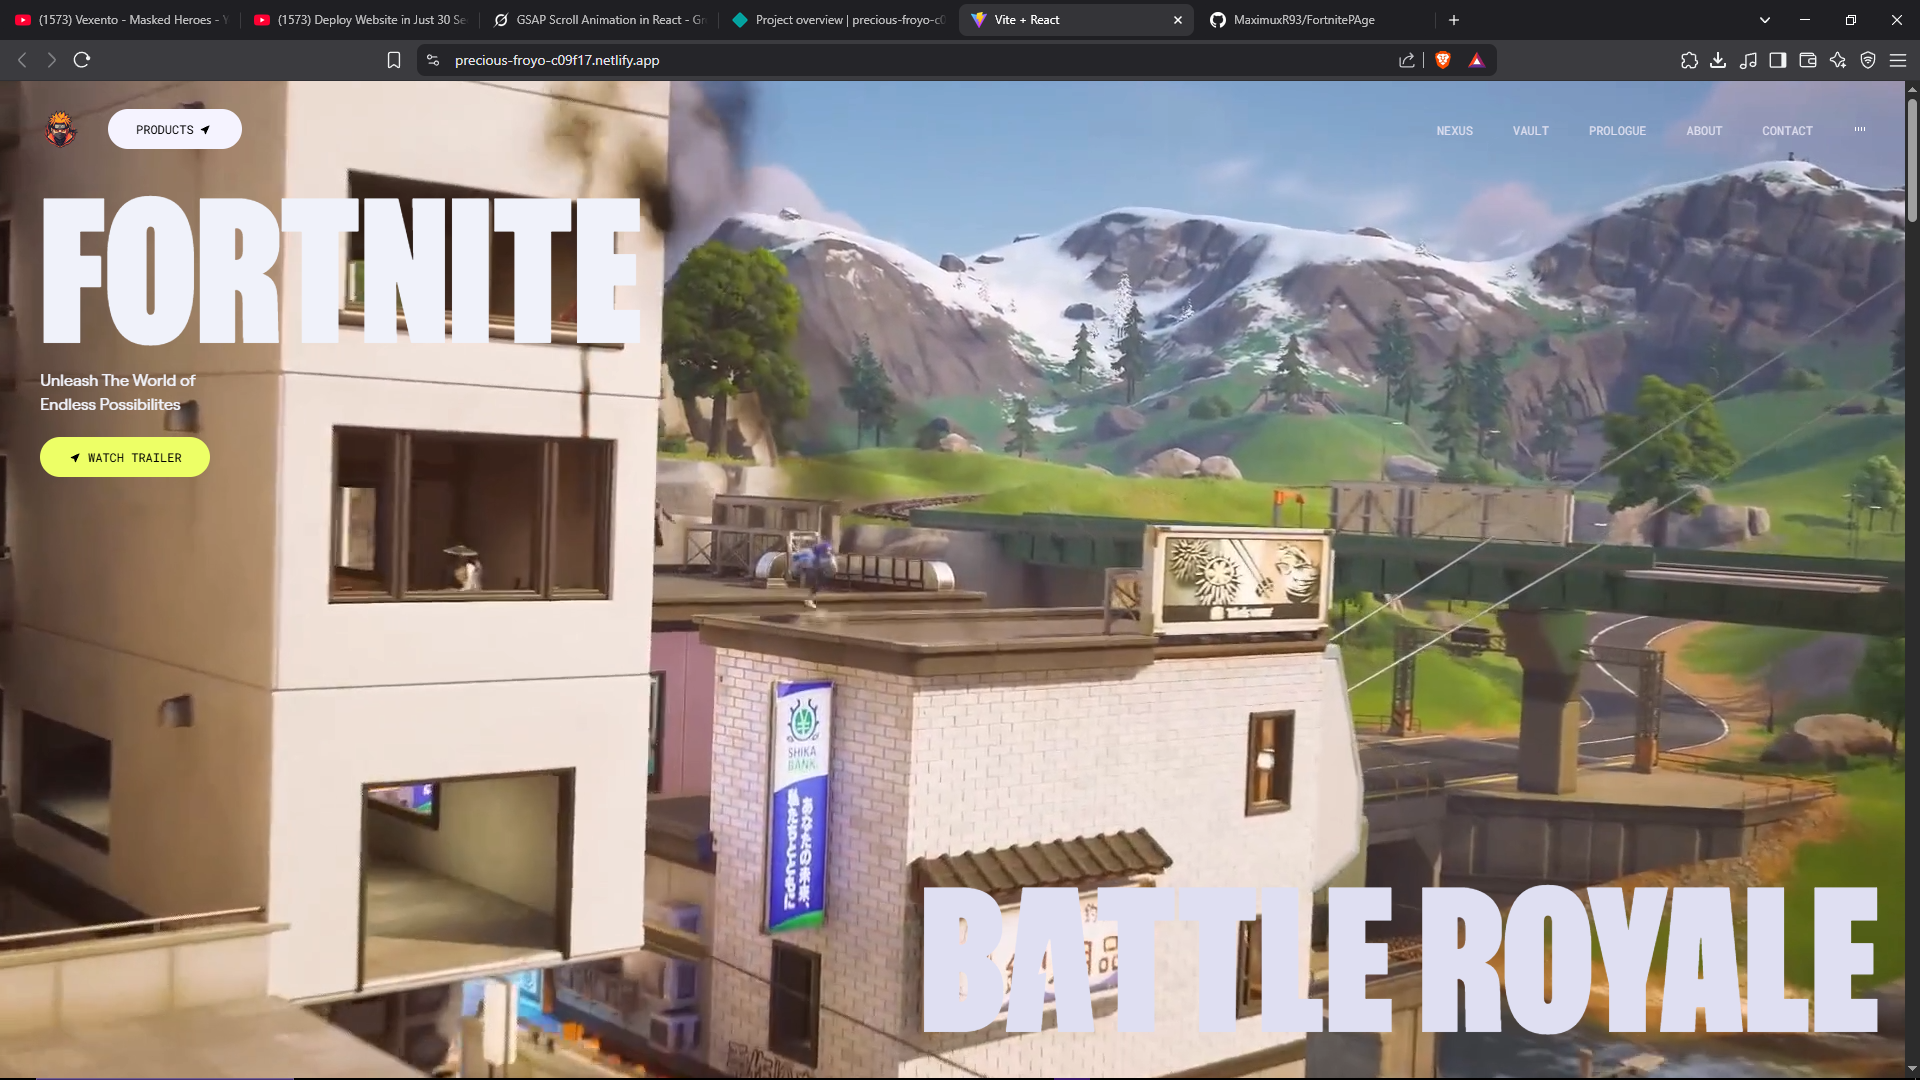 (1573) Vexento - Masked Heroes - Y
(1573) Deploy Website in Just 30 Se
GSAP Scroll Animation in React - Gr
Project overview | precious-froyo-c0
Vite + React
MaximuxR93/FortnitePAge
precious-froyo-c09f17.netlify.app
PRODUCTS
NEXUS
VAULT
PROLOGUE
ABOUT
CONTACT
FORTNITE
Unleash The World of
Endless Possibilites
WATCH TRAILER
SHIKA
BANK
BATTLE ROYALE